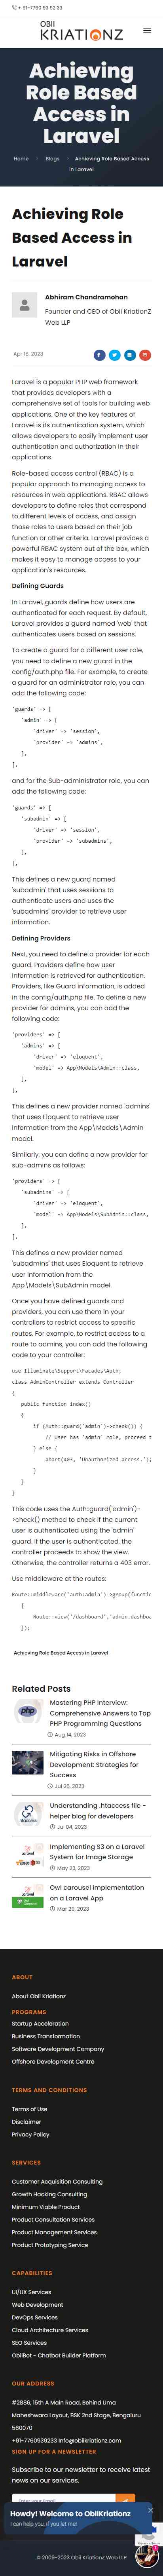 + 91-7760 93 92 33
OBII
KRIATIONZ
Achieving
Role Based
Access in
Laravel
Home
Blogs
Achieving Role Based Access
in Laravel
Achieving Role
Based Access in
Laravel
Abhiram Chandramohan
Founder and CEO of Obii KriationZ
Web LLP
Apr 15, 2023
Laravel is a popular PHP web framework
that provides developers with a
comprehensive set of tools for building web
applications. One of the key features of
Laravel is its authentication system, which
allows developers to easily implement user
authentication and authorization in their
applications.
Role-based access control (RBAC) is a
popular approach to managing access to
resources in web applications. RBAC allows
developers to define roles that correspond
to different levels of access, and assign
those roles to users based on their job
function or other criteria. Laravel provides a
powerful RBAC system out of the box, which
makes it easy to manage access to your
application's resources.
Defining Guards
In Laravel, guards define how users are
authenticated for each request. By default,
Laravel provides a guard named 'web' that
authenticates users based on sessions.
To create a guard for a different user role,
you need to define a new guard in the
config/auth.php file. For example, to create
a guard for an administrator role, you can
add the following code:
'guards' => [
'admin' => [
'driver' => 'session',
'provider' => 'admins',
],
],
and for the Sub-administrator role, you can
add the following code:
'guards' => [
'subadmin' => [
'driver' => 'session',
'provider' => 'subadmins',
],
],
This defines a new guard named
'subadmin' that uses sessions to
authenticate users and uses the
'subadmins' provider to retrieve user
information.
Defining Providers
Next, you need to define a provider for each
guard. Providers define how user
information is retrieved for authentication.
Providers, like Guard information, is added
in the config/auth.php file. To define a new
provider for admins, you can add the
following code:
'providers' => [
'admins' => [
'driver' => 'eloquent',
'model' => App\Models\Admin::class,
],
],
This defines a new provider named 'admins'
that uses Eloquent to retrieve user
information from the App\Models\Admin
model.
Similarly, you can define a new provider for
sub-admins as follows:
'providers' => [
'subadmins' => [
'driver' => 'eloquent',
'model' => App\Models\SubAdmin::class,
],
],
This defines a new provider named
'subadmins' that uses Eloquent to retrieve
user information from the
App\Models\SubAdmin model.
Once you have defined guards and
providers, you can use them in your
controllers to restrict access to specific
routes. For example, to restrict access to a
route to admins, you can add the following
code to your controller:
use Illuminate\Support\Facades\Auth;
class AdminController extends Controller
{
public function index()
{
if (Auth::guard('admin')->check()) {
// User has 'admin' role, proceed t
} else {
abort(403, 'Unauthorized access.');
}
}
}
This code uses the Auth::guard('admin')-
>check() method to check if the current
user is authenticated using the 'admin'
guard. If the user is authenticated, the
controller proceeds to show the view.
Otherwise, the controller returns a 403 error.
Use middleware at the routes:
Route::middleware('auth:admin')->group(functio
{
Route::view('/dashboard','admin.dashboa
});
Achieving Role Based Access in Laravel
Related Posts
Mastering PHP Interview:
Comprehensive Answers to Top
PHP Programming Questions
Aug 14, 2023
Mitigating Risks in Offshore
Development: Strategies for
Success
Jul 28, 2023
Understanding .htaccess file -
helper blog for developers
Jul 04, 2023
Implementing S3 on a Laravel
System for Image Storage
May 23, 2023
Owl carousel implementation
on a Laravel App
Mar 29, 2023
ABOUT
About Obii Kriationz
PROGRAMS
Startup Acceleration
Business Transformation
Software Development Company
Offshore Development Centre
TERMS AND CONDITIONS
Terms of Use
Disclaimer
Privacy Policy
SERVICES
Customer Acquisition Consulting
Growth Hacking Consulting
Minimum Viable Product
Product Consultation Services
Product Management Services
Product Prototyping Service
CAPABILITIES
UI/UX Services
Web Development
DevOps Services
Cloud Architecture Services
SEO Services
ObiiBot - Chatbot Builder Platform
OUR ADDRESS
#2886, 15th A Main Road, Behind Uma
Maheshwara Layout, BSK 2nd Stage, Bengaluru
560070
+91-7760939233 info@obiikriationz.com
SIGN UP FOR A NEWSLETTER
Subscribe to our newsletter to receive latest
news on our services.
Howdy! Welcome to ObiiKriationz
I can help you, if you let me!
© 2009-2023 Obii KriationZ Web LLP